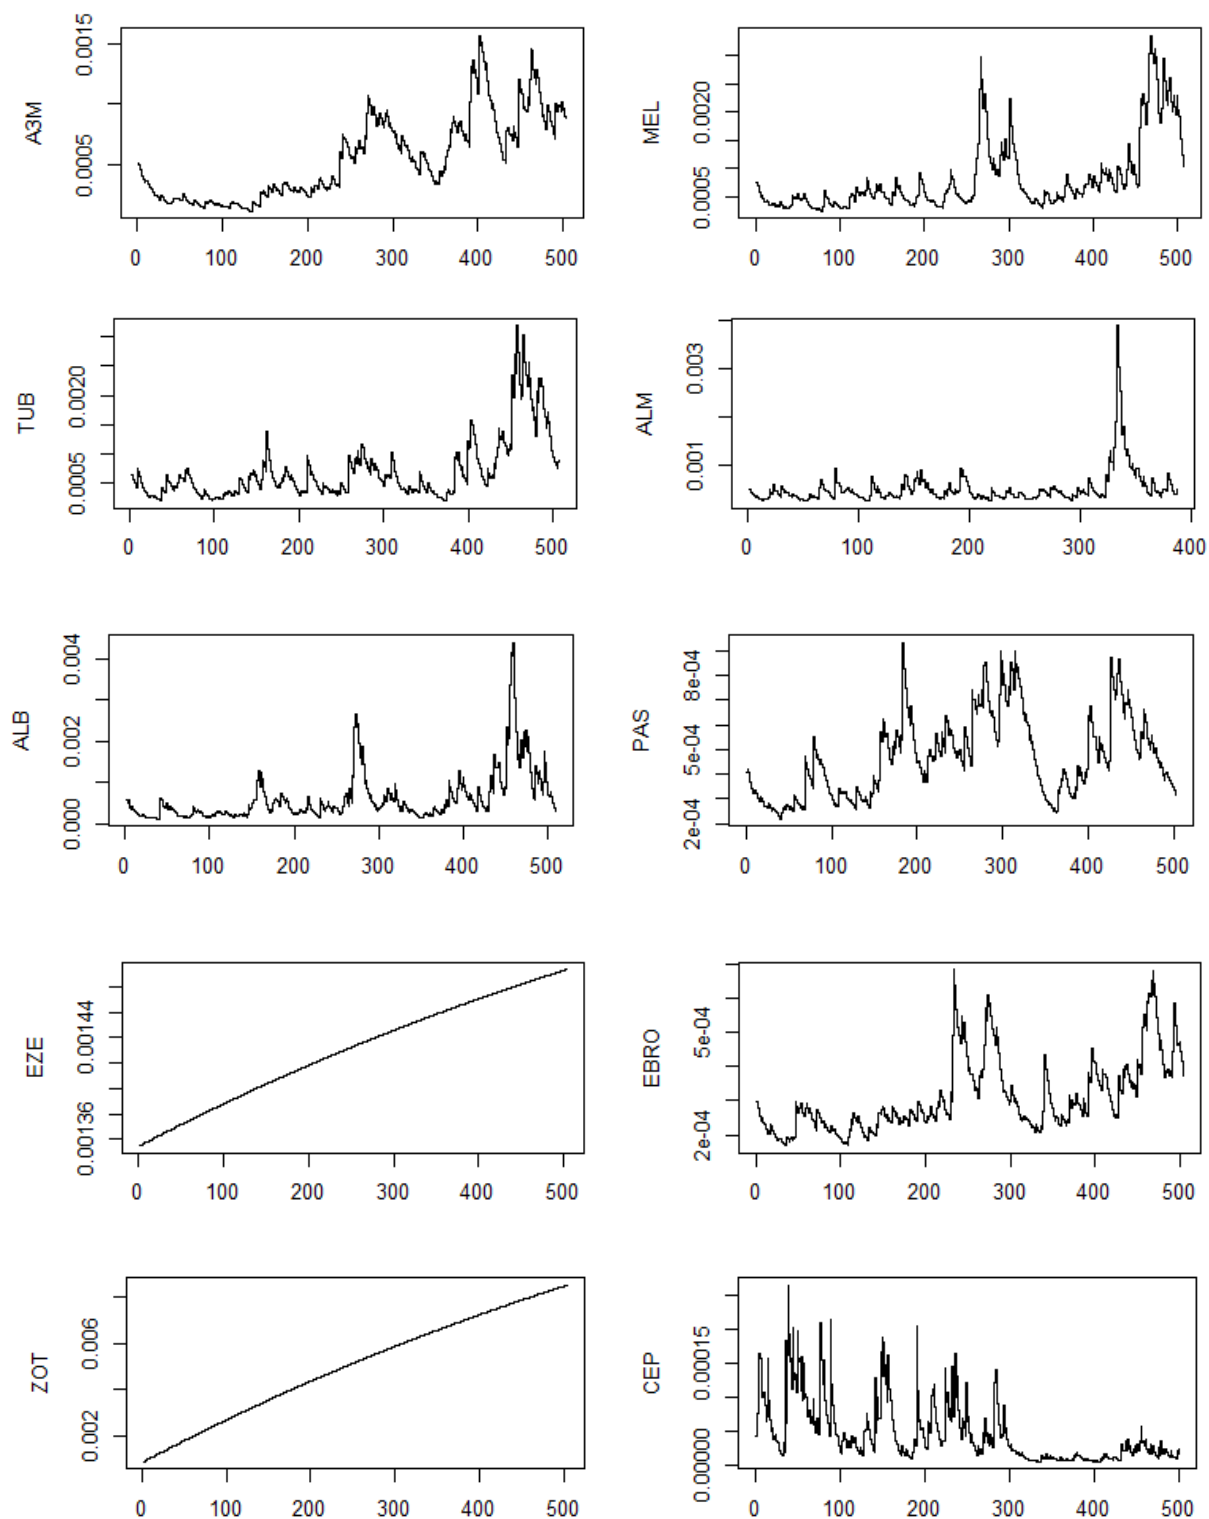 A3M
0.0005 0.0015
0 100 200 300 400 500
MEL
0.0005 0.0020
0 100 200 300 400 500
TUB
0.0005 0.0020
0 100 200 300 400 500
ALM
0.001 0.003
0 100 200 300 400
ALB
0.000 0.002 0.004
0 100 200 300 400 500
PAS
2e-04 5e-04 8e-04
0 100 200 300 400 500
EZE
0.00136 0.00144
0 100 200 300 400 500
EBRO
2e-04 5e-04
0 100 200 300 400 500
ZOT
0.002 0.006
0 100 200 300 400 500
CEP
0.00000 0.00015
0 100 200 300 400 500